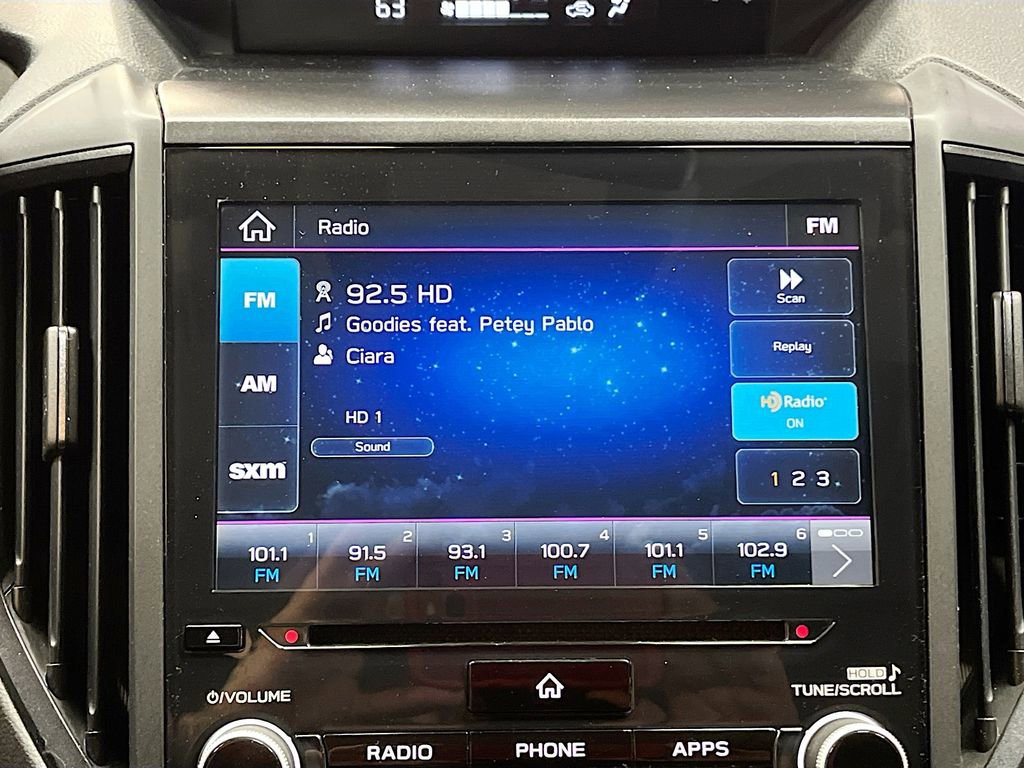 63
Radio
FM
FM
92.5 HD
Scan
Goodies feat. Petey Pablo
Replay
Ciara
AM
HD Radio
ON
HD 1
Sound
sxm
1 2 3
1 2 3 4 5 6
101.1 91.5 93.1 100.7 101.1 102.9
FM FM FM FM FM FM
HOLD
/VOLUME
TUNE/SCROLL
RADIO PHONE APPS